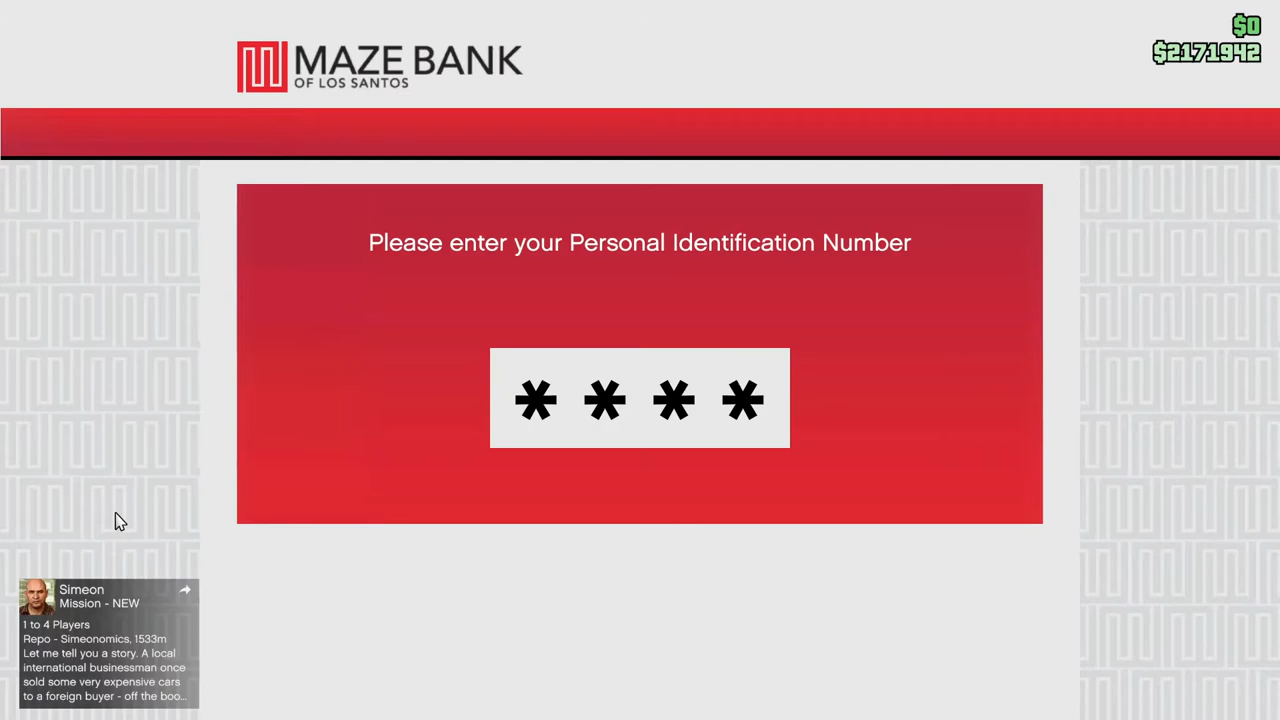 MAZE BANK
OF LOS SANTOS
$0
$2171942
Please enter your Personal Identification Number
* * * *
Simeon
Mission - NEW
1 to 4 Players
Repo - Simeonomics, 1533m
Let me tell you a story. A local
international businessman once
sold some very expensive cars
to a foreign buyer - off the boo...